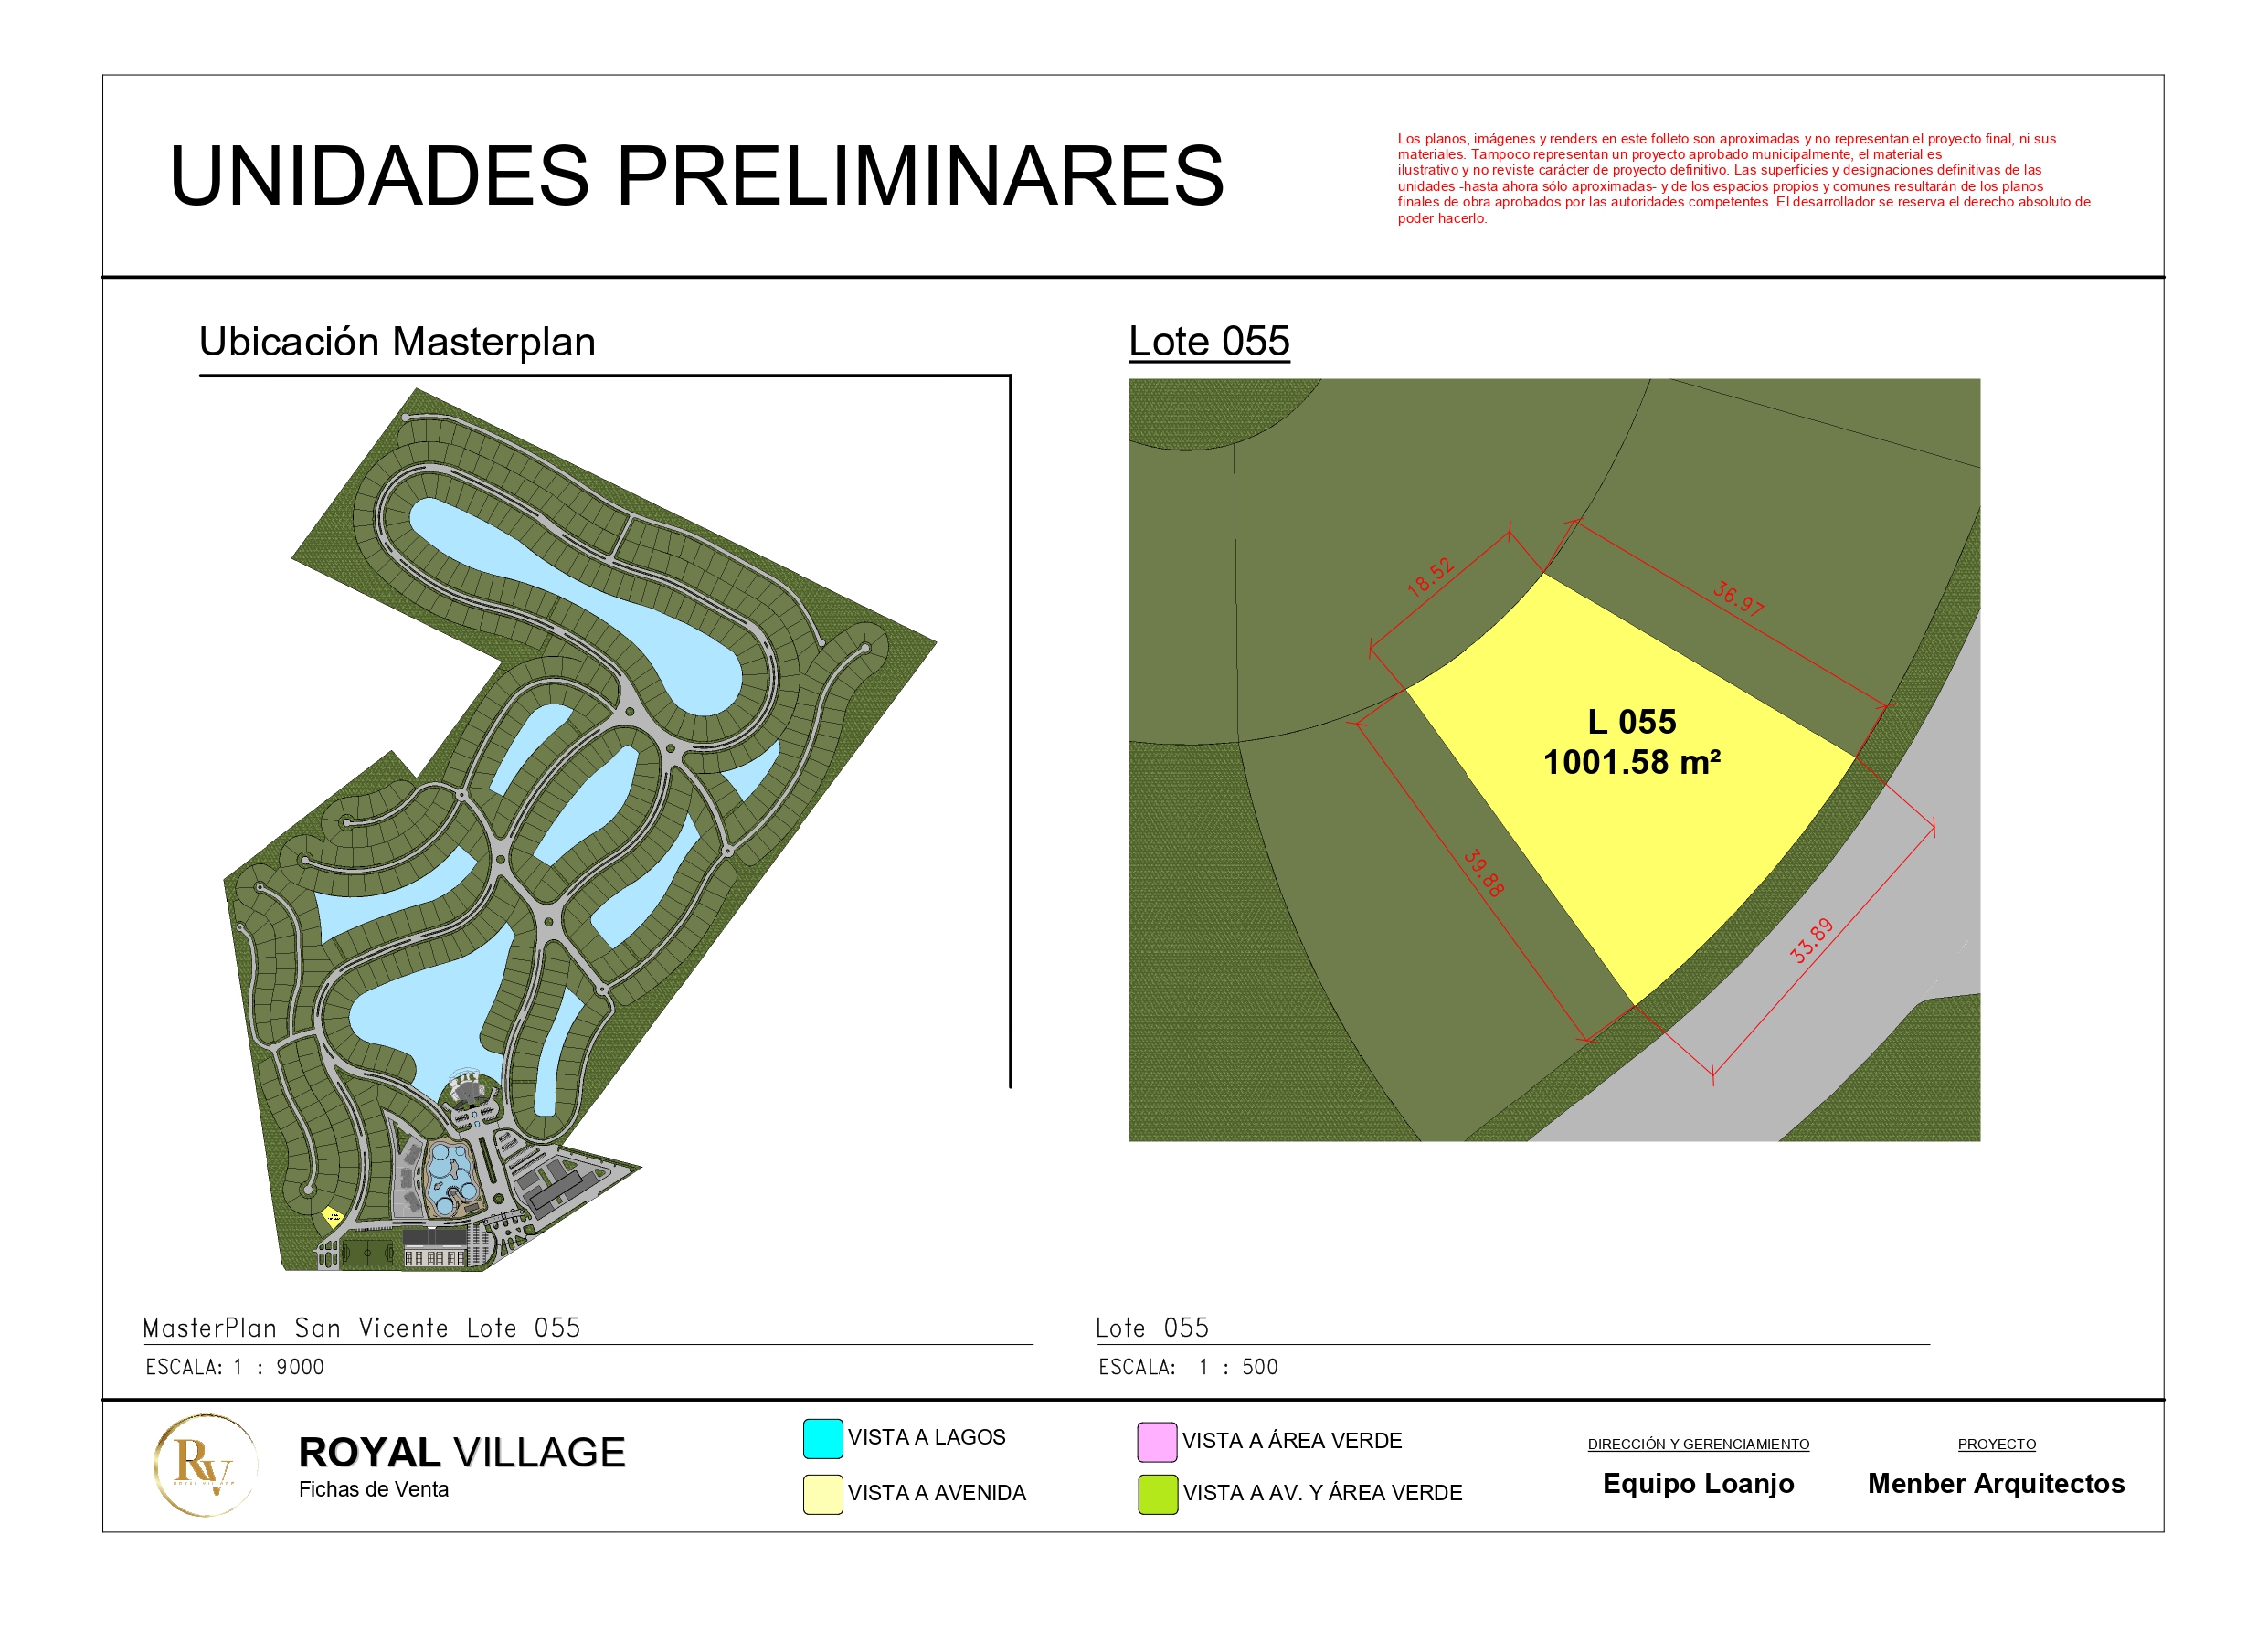 UNIDADES PRELIMINARES
Los planos, imágenes y renders en este folleto son aproximadas y no representan el proyecto final, ni sus
materiales. Tampoco representan un proyecto aprobado municipalmente, el material es
ilustrativo y no reviste carácter de proyecto definitivo. Las superficies y designaciones definitivas de las
unidades -hasta ahora sólo aproximadas- y de los espacios propios y comunes resultarán de los planos
finales de obra aprobados por las autoridades competentes. El desarrollador se reserva el derecho absoluto de
poder hacerlo.
Ubicación Masterplan
Lote 055
18.52
36.97
L 055
1001.58 m²
39.88
33.89
MasterPlan San Vicente Lote 055
ESCALA: 1 : 9000
Lote 055
ESCALA: 1 : 500
RV
ROYAL VILLAGE
ROYAL VILLAGE
Fichas de Venta
VISTA A LAGOS
VISTA A AVENIDA
VISTA A ÁREA VERDE
VISTA A AV. Y ÁREA VERDE
DIRECCIÓN Y GERENCIAMIENTO
Equipo Loanjo
PROYECTO
Menber Arquitectos